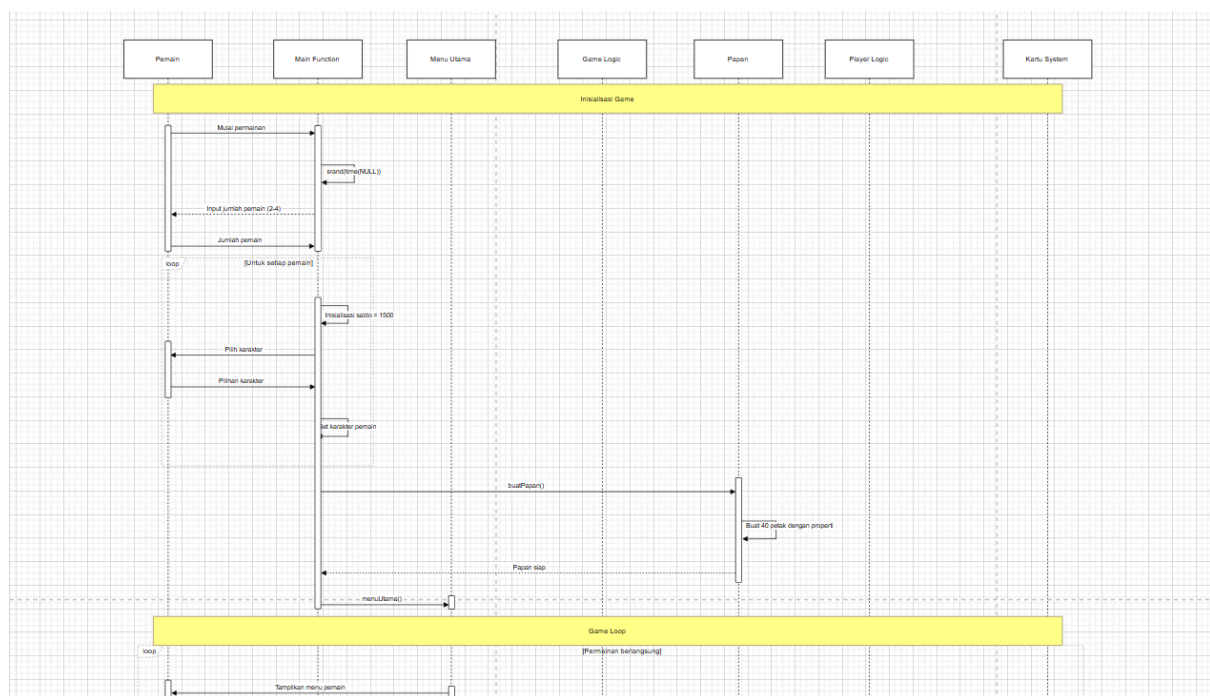 Pemain
Main Function
Menu Utama
Game Logic
Papan
Player Logic
Kartu System
Inisialisasi Game
Mulai permainan
srand(time(NULL))
Input jumlah pemain (2-4)
Jumlah pemain
loop
[Untuk setiap pemain]
Inisialisasi saldo = 1500
Pilih karakter
Pilihan karakter
Set karakter pemain
buatPapan()
Buat 40 petak dengan properti
Papan siap
menuUtama()
Game Loop
loop
[Permainan berlangsung]
Tampilkan menu pemain